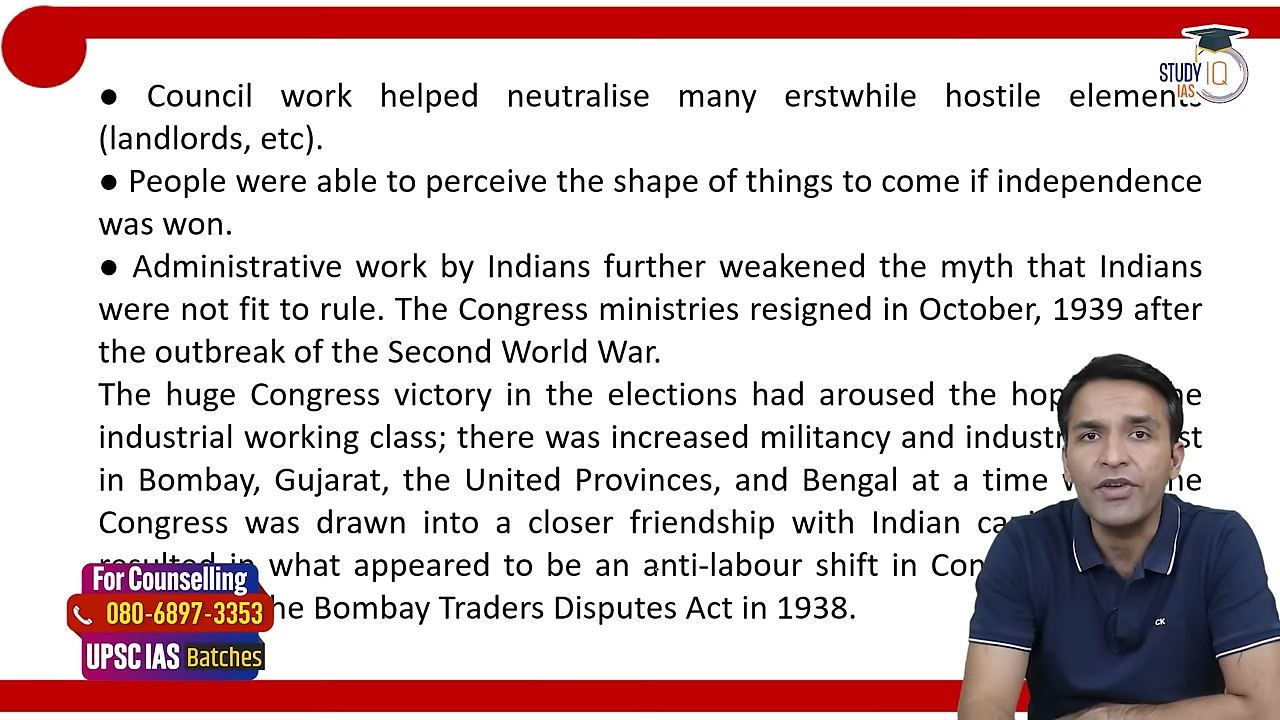 STUDY IQ
IAS
● Council work helped neutralise many erstwhile hostile elements
(landlords, etc).
● People were able to perceive the shape of things to come if independence
was won.
● Administrative work by Indians further weakened the myth that Indians
were not fit to rule. The Congress ministries resigned in October, 1939 after
the outbreak of the Second World War.
The huge Congress victory in the elections had aroused the
industrial working class; there was increased militancy and
in Bombay, Gujarat, the United Provinces, and Bengal at a time
Congress was drawn into a closer friendship with Indian
resulted in what appeared to be an anti-labour shift in
Bombay Traders Disputes Act in 1938.
For Counselling
080-6897-3353
UPSC IAS Batches
CK